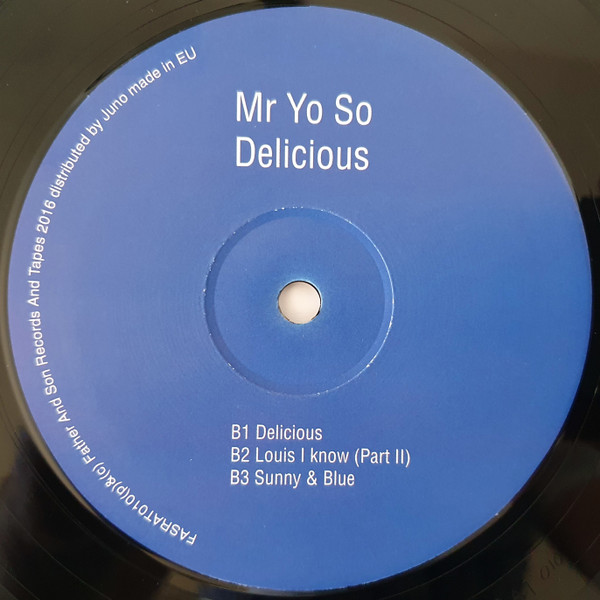 Mr Yo So
Delicious
B1 Delicious
B2 Louis I know (Part II)
B3 Sunny & Blue
FASRAT010(p)&(c) Father And Son Records And Tapes 2016 distributed by Juno made in EU